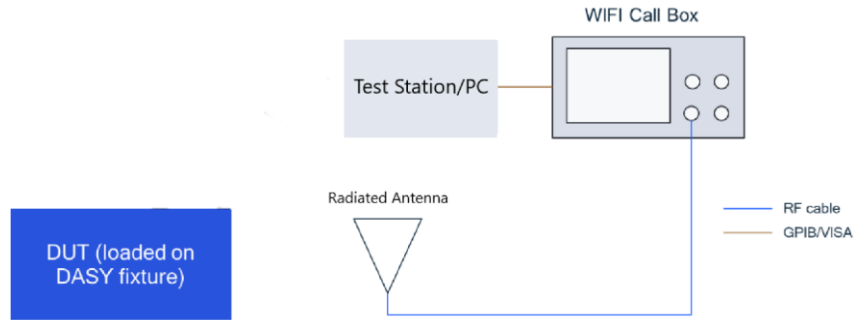 WIFI Call Box
Test Station/PC
Radiated Antenna
DUT (loaded on
DASY fixture)
RF cable
GPIB/VISA